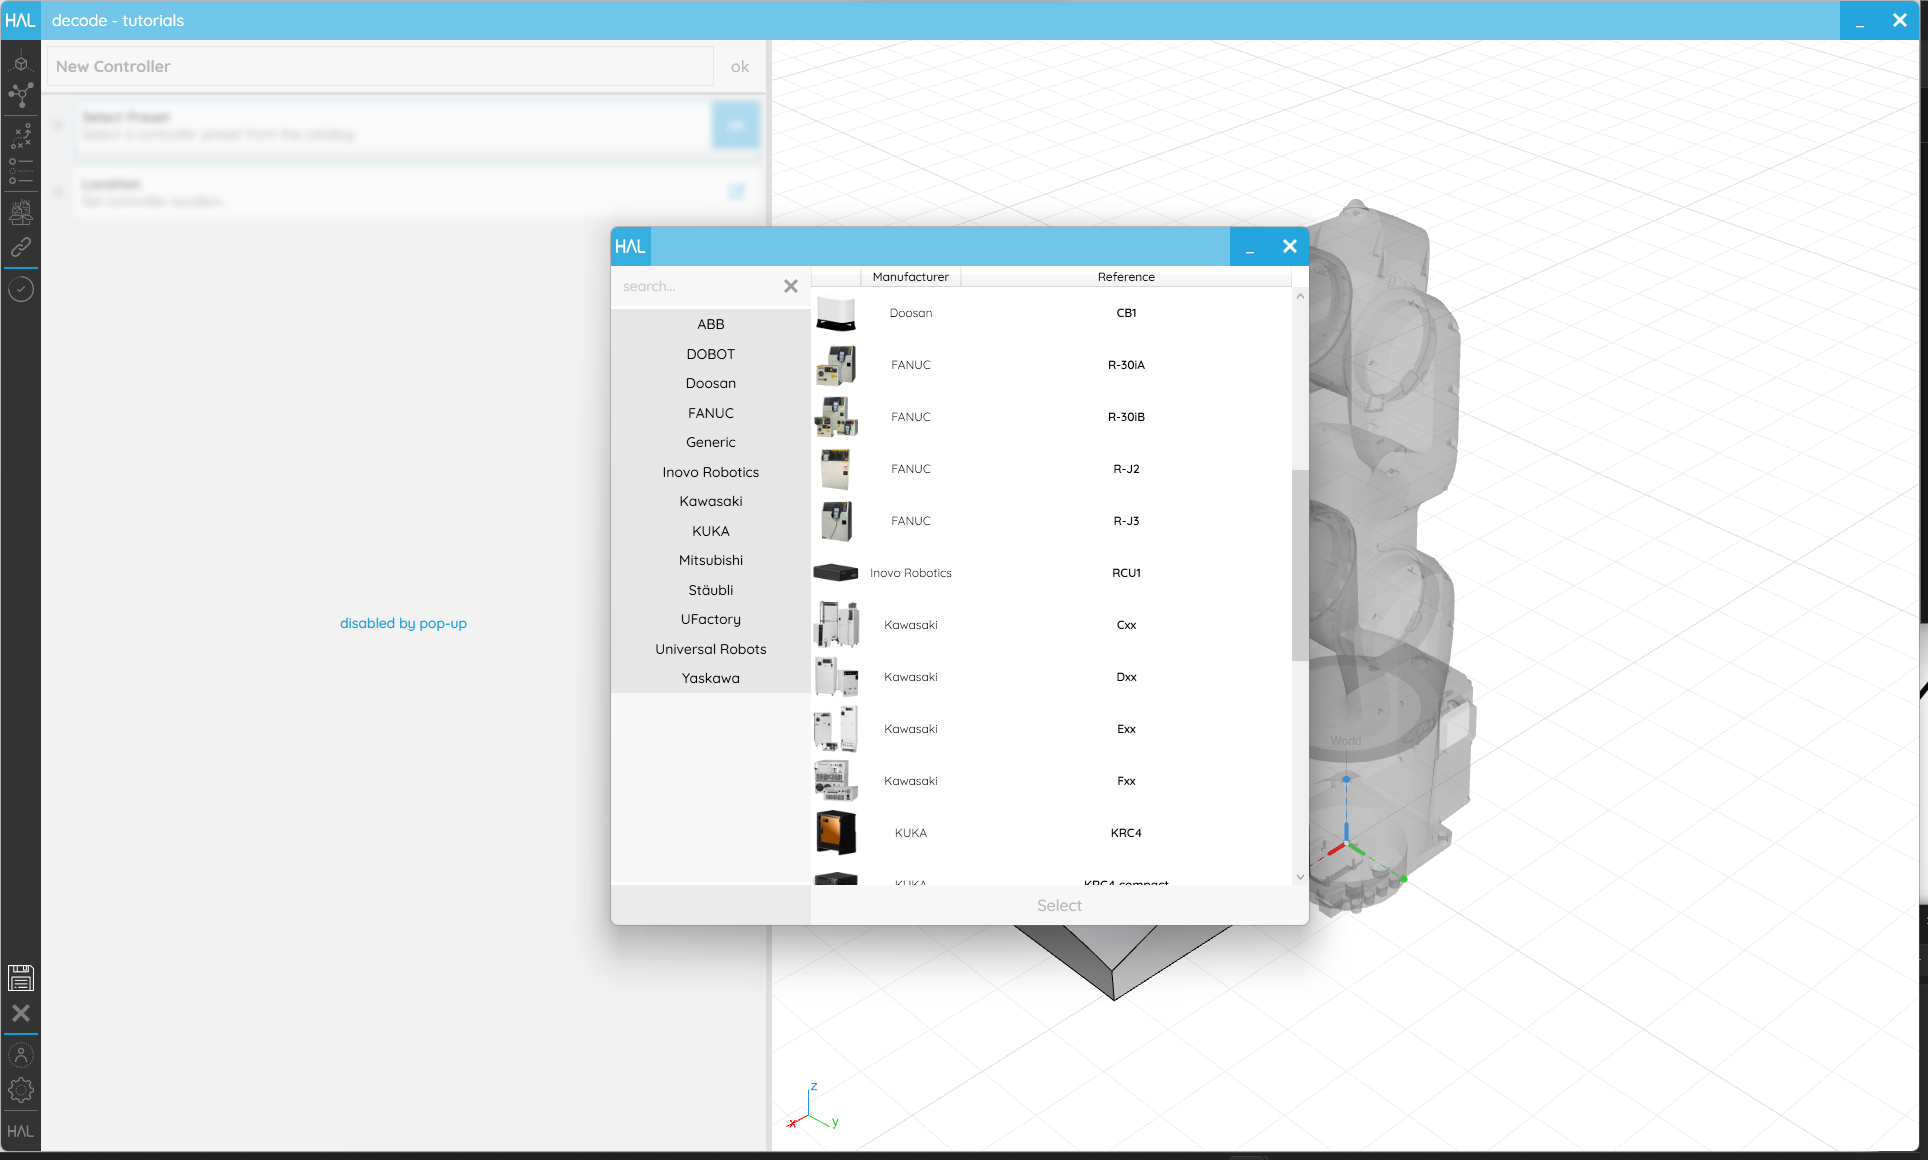 HAL
decode - tutorials
New Controller
ok
Select Preset
Select a controller preset from the catalog.
Location
Set controller location.
disabled by pop-up
HAL
search...
ABB
DOBOT
Doosan
FANUC
Generic
Inovo Robotics
Kawasaki
KUKA
Mitsubishi
Stäubli
UFactory
Universal Robots
Yaskawa
Manufacturer Reference
Doosan CB1
FANUC R-30iA
FANUC R-30iB
FANUC R-J2
FANUC R-J3
Inovo Robotics RCU1
Kawasaki Cxx
Kawasaki Dxx
Kawasaki Exx
Kawasaki Fxx
KUKA KRC4
KUKA KRC4 compact
Select
World
z
x
y
HAL